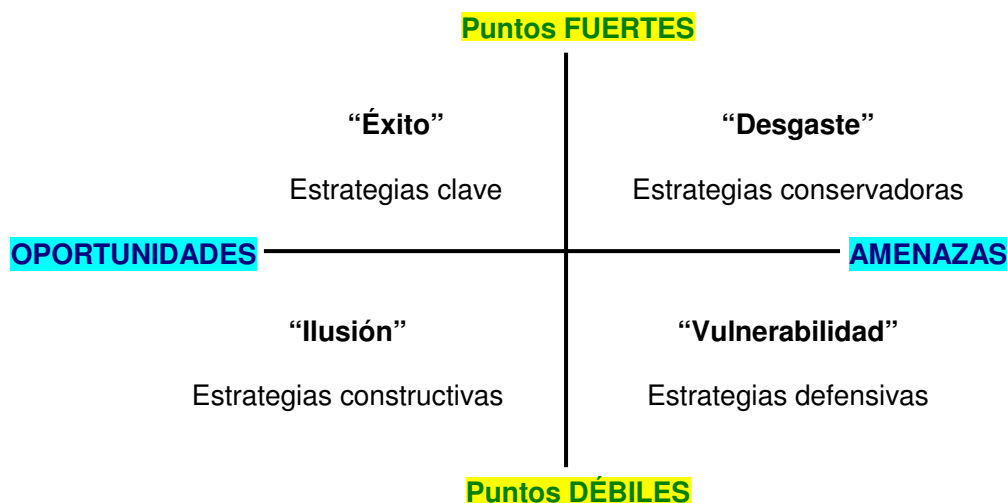 Puntos FUERTES
“Éxito”
“Desgaste”
Estrategias clave
Estrategias conservadoras
OPORTUNIDADES
AMENAZAS
“Ilusión”
“Vulnerabilidad”
Estrategias constructivas
Estrategias defensivas
Puntos DÉBILES